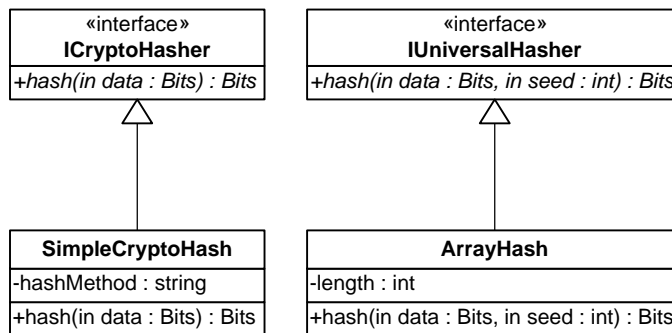 «interface»
ICryptoHasher
+hash(in data : Bits) : Bits
«interface»
IUniversalHasher
+hash(in data : Bits, in seed : int) : Bits
SimpleCryptoHash
-hashMethod : string
+hash(in data : Bits) : Bits
ArrayHash
-length : int
+hash(in data : Bits, in seed : int) : Bits